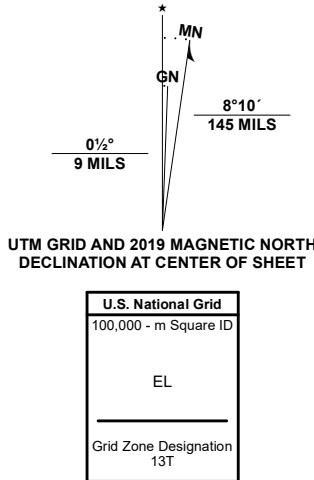 ★
MN
GN
8°10´
145 MILS
0½°
9 MILS
UTM GRID AND 2019 MAGNETIC NORTH
DECLINATION AT CENTER OF SHEET
U.S. National Grid
100,000 - m Square ID
EL
Grid Zone Designation
13T